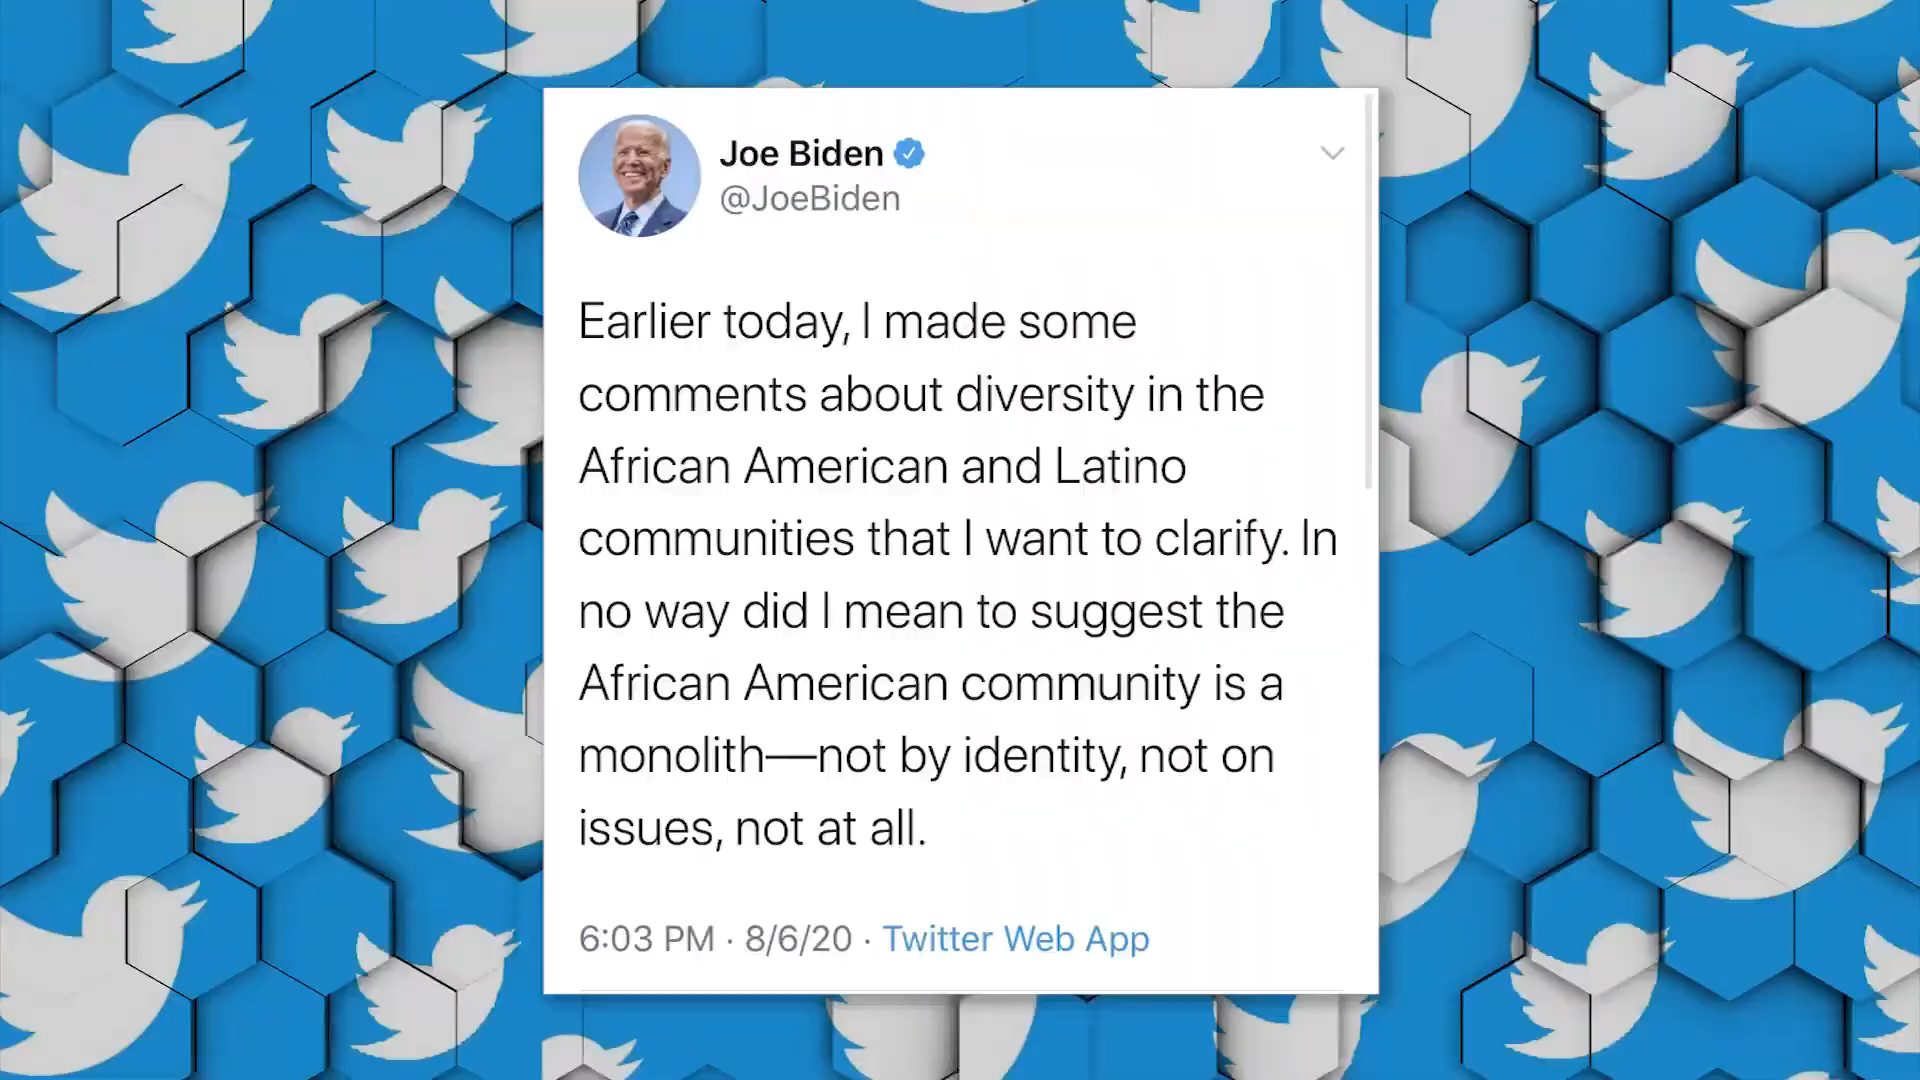 Joe Biden
@JoeBiden
Earlier today, I made some
comments about diversity in the
African American and Latino
communities that I want to clarify. In
no way did I mean to suggest the
African American community is a
monolith—not by identity, not on
issues, not at all.
6:03 PM · 8/6/20 · Twitter Web App